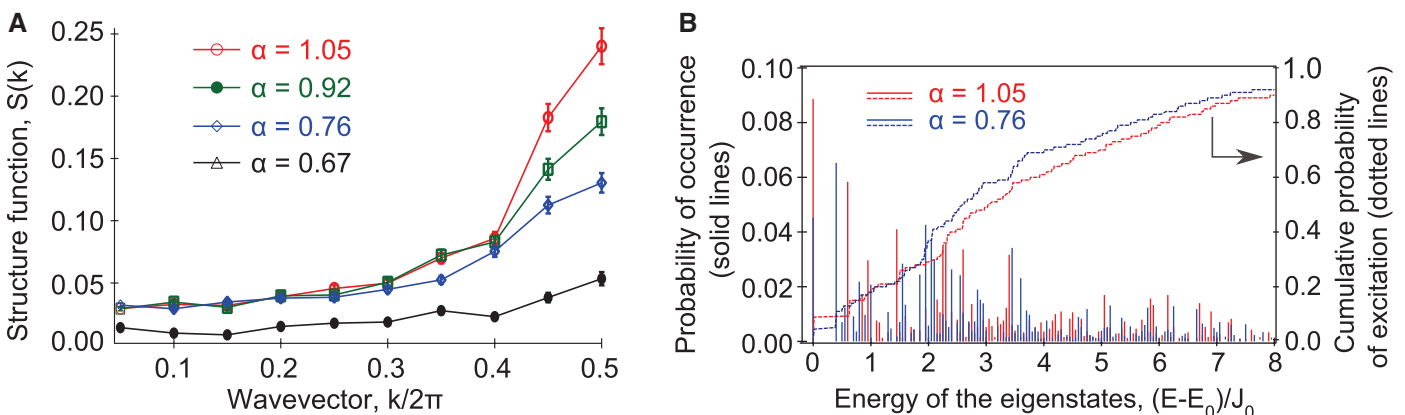 A
0.25
0.20
0.15
0.10
0.05
0.00
Structure function, S(k)
α = 1.05
α = 0.92
α = 0.76
α = 0.67
0.1 0.2 0.3 0.4 0.5
Wavevector, k/2π
B
0.10
0.08
0.06
0.04
0.02
0.00
Probability of occurrence
(solid lines)
α = 1.05
α = 0.76
1.0
0.8
0.6
0.4
0.2
0.0
Cumulative probability
of excitation (dotted lines)
0 1 2 3 4 5 6 7 8
Energy of the eigenstates, (E-E₀)/J₀